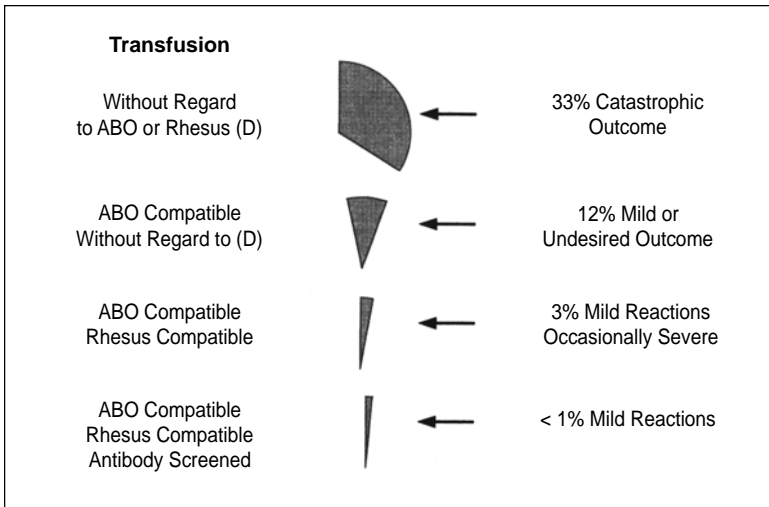 Transfusion
Without Regard
to ABO or Rhesus (D)
33% Catastrophic
Outcome
ABO Compatible
Without Regard to (D)
12% Mild or
Undesired Outcome
ABO Compatible
Rhesus Compatible
3% Mild Reactions
Occasionally Severe
ABO Compatible
Rhesus Compatible
Antibody Screened
< 1% Mild Reactions